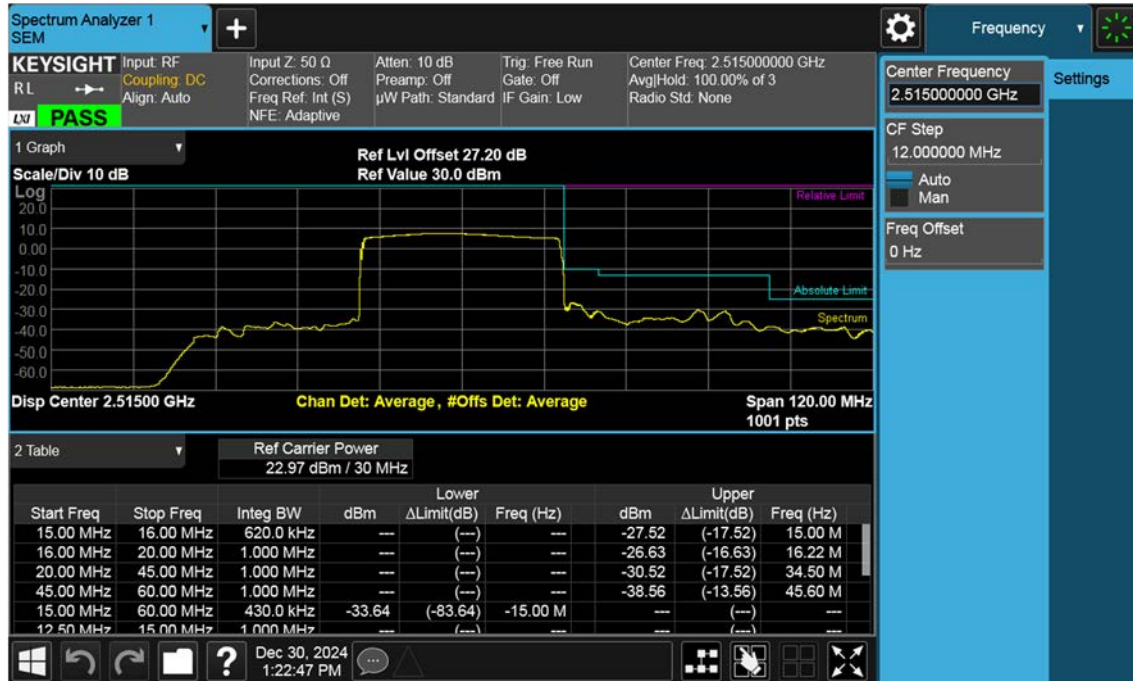 Spectrum Analyzer 1
SEM
Frequency
KEYSIGHT
RL
LXI PASS
Input: RF
Coupling: DC
Align: Auto
Input Z: 50 Ω
Corrections: Off
Freq Ref: Int (S)
NFE: Adaptive
Atten: 10 dB
Preamp: Off
µW Path: Standard
Trig: Free Run
Gate: Off
IF Gain: Low
Center Freq: 2.515000000 GHz
Avg|Hold: 100.00% of 3
Radio Std: None
Center Frequency
2.515000000 GHz
Settings
CF Step
12.000000 MHz
Auto
Man
Freq Offset
0 Hz
1 Graph
Scale/Div 10 dB
Ref Lvl Offset 27.20 dB
Ref Value 30.0 dBm
Log
20.0
10.0
0.00
-10.0
-20.0
-30.0
-40.0
-50.0
-60.0
Relative Limit
Absolute Limit
Spectrum
Disp Center 2.51500 GHz
Chan Det: Average, #Offs Det: Average
Span 120.00 MHz
1001 pts
2 Table
Ref Carrier Power
22.97 dBm / 30 MHz
Lower Upper
Start Freq Stop Freq Integ BW dBm ΔLimit(dB) Freq (Hz) dBm ΔLimit(dB) Freq (Hz)
15.00 MHz 16.00 MHz 620.0 kHz --- (---) --- -27.52 (-17.52) 15.00 M
16.00 MHz 20.00 MHz 1.000 MHz --- (---) --- -26.63 (-16.63) 16.22 M
20.00 MHz 45.00 MHz 1.000 MHz --- (---) --- -30.52 (-17.52) 34.50 M
45.00 MHz 60.00 MHz 1.000 MHz --- (---) --- -38.56 (-13.56) 45.60 M
15.00 MHz 60.00 MHz 430.0 kHz -33.64 (-83.64) -15.00 M --- (---) ---
12.50 MHz 15.00 MHz 1.000 MHz --- (---) --- --- (---) ---
Dec 30, 2024
1:22:47 PM